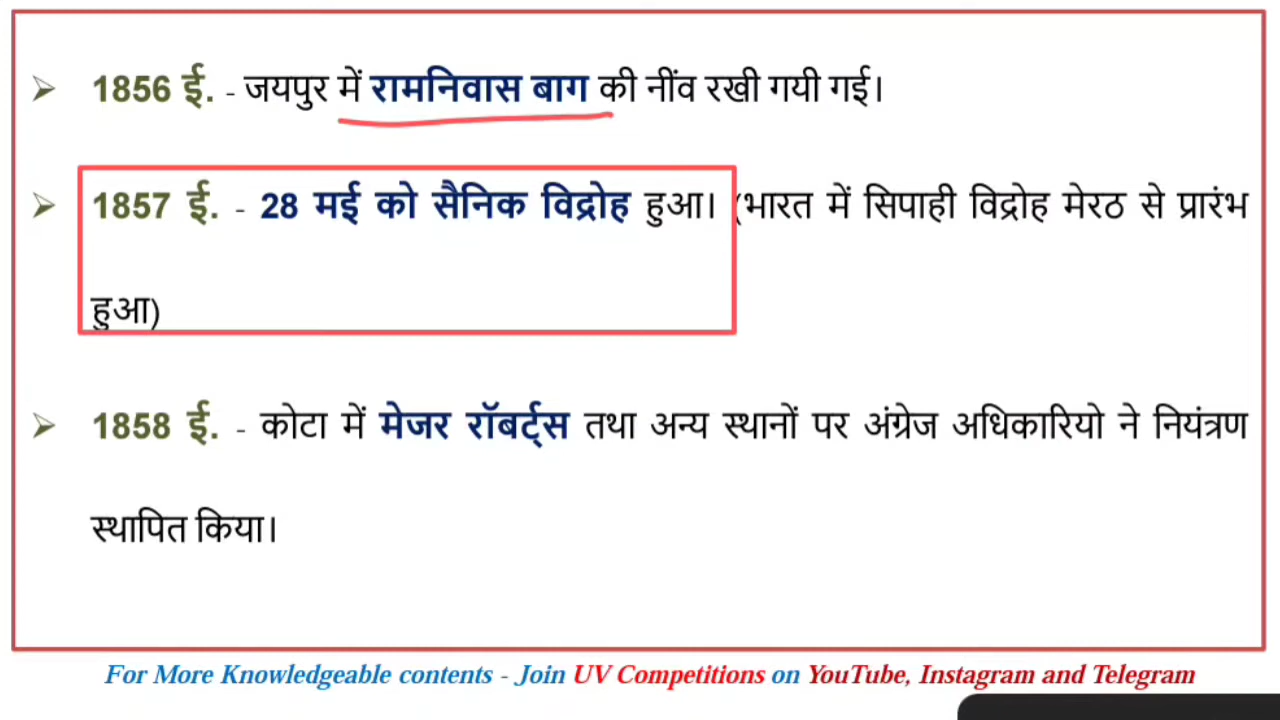 1856 ई. - जयपुर में रामनिवास बाग की नींव रखी गयी गई।
1857 ई. - 28 मई को सैनिक विद्रोह हुआ। (भारत में सिपाही विद्रोह मेरठ से प्रारंभ
हुआ)
1858 ई. - कोटा में मेजर रॉबर्ट्स तथा अन्य स्थानों पर अंग्रेज अधिकारियो ने नियंत्रण
स्थापित किया।
For More Knowledgeable contents - Join UV Competitions on YouTube, Instagram and Telegram